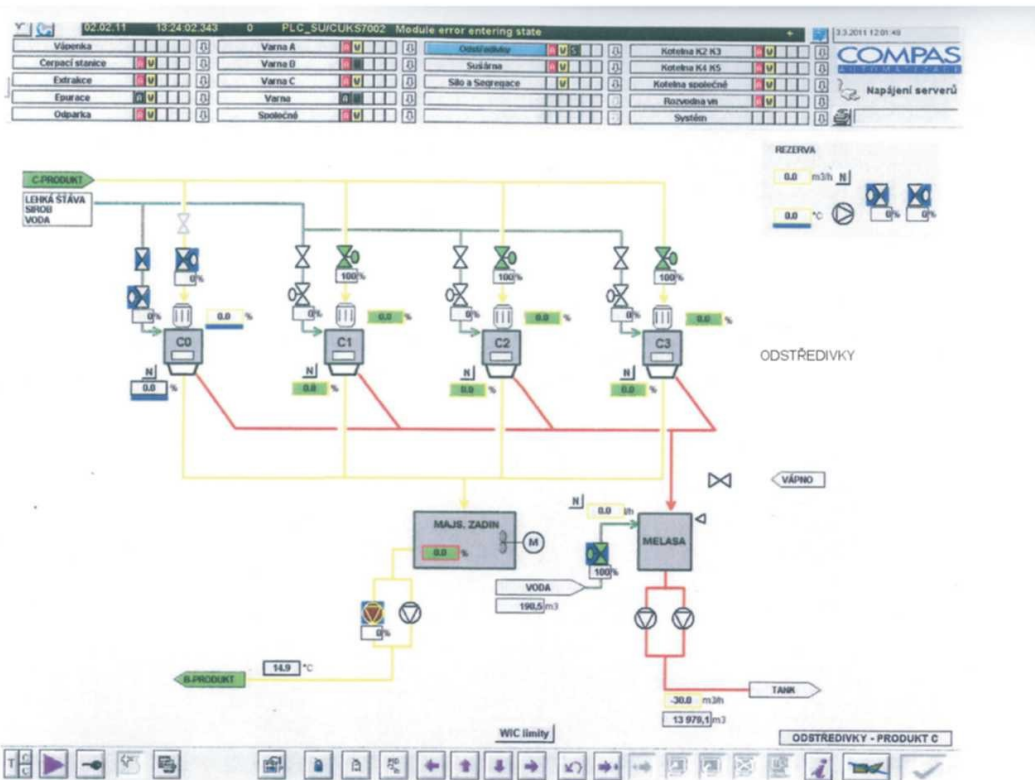 02.02.11 13:24:02.343 0 PLC_SU/CUKS7002 Module error entering state +
3.3.2011 12:01:49
Vápenka Varna A Odstředivky Kotelna K2 K3
Čerpací stanice Varna B Sušárna Kotelna K4 K5
Extrakce Varna C Silo a Segregace Kotelna společné
Epurace Varna Rozvodna vn
Odparka Společné Systém
COMPAS
AUTOMATIZACE
Napájení serverů
REZERVA
0.0 m3/h N
0.0 °C 0% 0%
C-PRODUKT
LEHKÁ ŠŤÁVA
SIROB
VODA
0% 100% 100% 100%
0% 0.0 % 0% 0.0 % 0% 0.0 % 0% 0.0 %
C0 C1 C2 C3
ODSTŘEDIVKY
N N N N
0.0 % 0.0 % 0.0 % 0.0 %
VÁPNO
N
0.0
MAJS. ZADIN
0.0 %
M
MELASA
100%
VODA
190,5 m3
0%
14.9 °C
B-PRODUKT
TANK
-30.0 m3/h
13 979,1 m3
WIC limity
ODSTŘEDIVKY - PRODUKT C